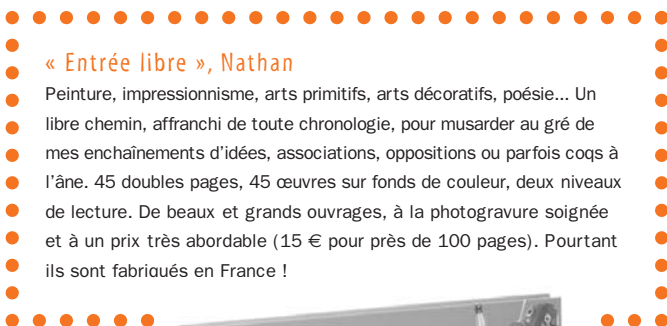 « Entrée libre », Nathan
Peinture, impressionnisme, arts primitifs, arts décoratifs, poésie... Un
libre chemin, affranchi de toute chronologie, pour musarder au gré de
mes enchaînements d'idées, associations, oppositions ou parfois coqs à
l'âne. 45 doubles pages, 45 œuvres sur fonds de couleur, deux niveaux
de lecture. De beaux et grands ouvrages, à la photogravure soignée
et à un prix très abordable (15 € pour près de 100 pages). Pourtant
ils sont fabriqués en France !